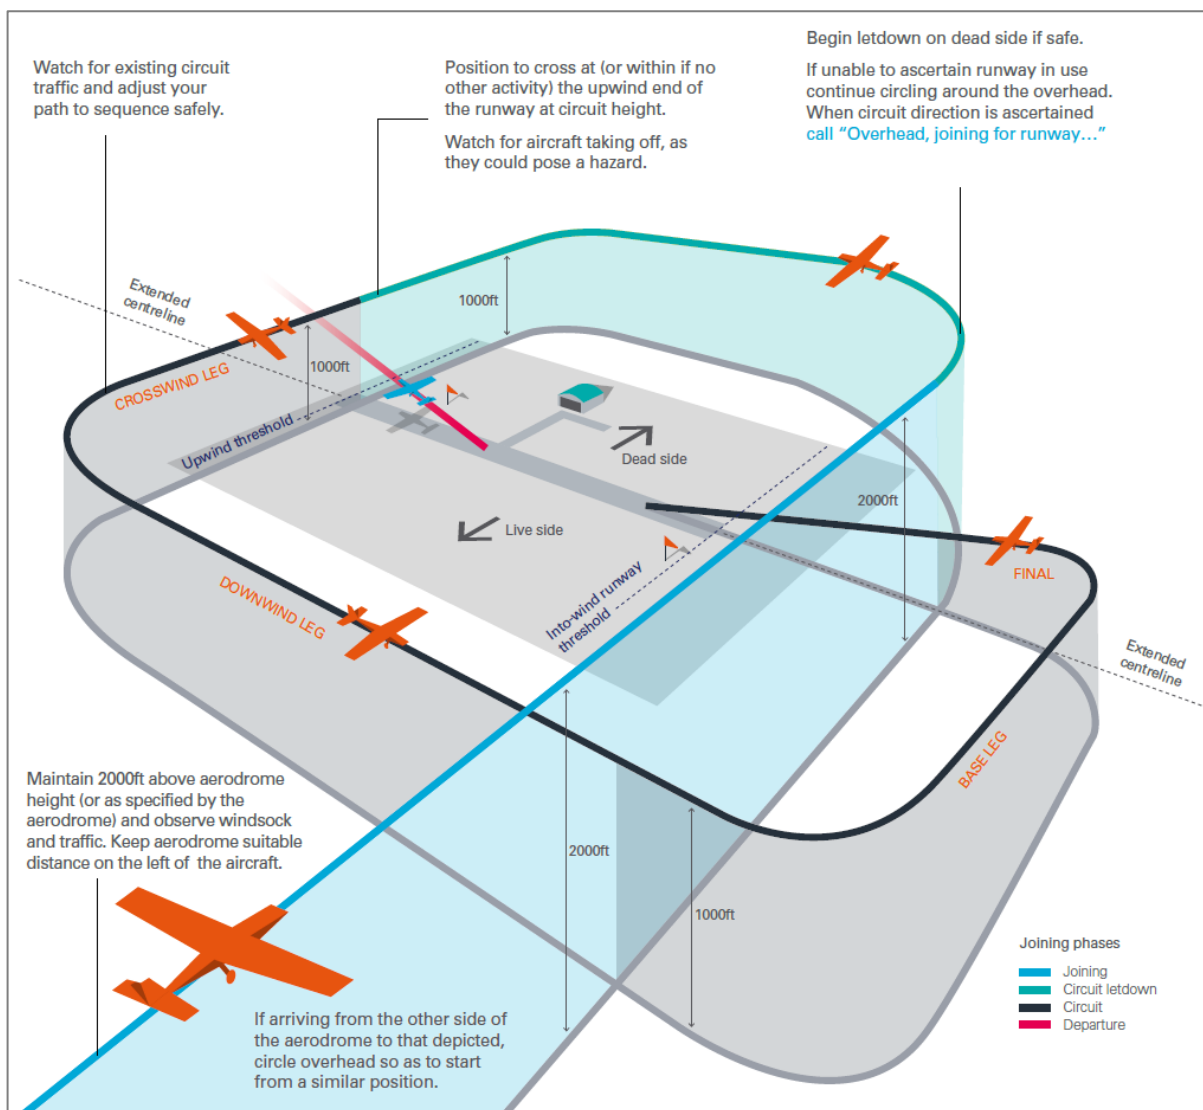 Watch for existing circuit
traffic and adjust your
path to sequence safely.
Position to cross at (or within if no
other activity) the upwind end of
the runway at circuit height.
Watch for aircraft taking off, as
they could pose a hazard.
Begin letdown on dead side if safe.
If unable to ascertain runway in use
continue circling around the overhead.
When circuit direction is ascertained
call “Overhead, joining for runway…”
Extended
centreline
1000ft
1000ft
CROSSWIND LEG
Upwind threshold
Dead side
2000ft
Live side
FINAL
Into-wind runway
threshold
DOWNWIND LEG
Extended
centreline
BASE LEG
Maintain 2000ft above aerodrome
height (or as specified by the
aerodrome) and observe windsock
and traffic. Keep aerodrome suitable
distance on the left of the aircraft.
2000ft
1000ft
If arriving from the other side of
the aerodrome to that depicted,
circle overhead so as to start
from a similar position.
Joining phases
Joining
Circuit letdown
Circuit
Departure